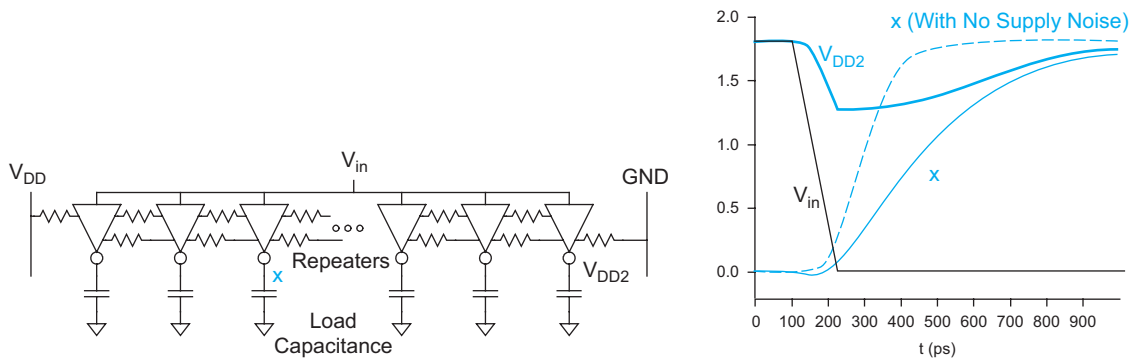 V_DD
V_in
GND
Repeaters
x
V_DD2
Load
Capacitance
x (With No Supply Noise)
V_DD2
V_in
x
2.0
1.5
1.0
0.5
0.0
0 100 200 300 400 500 600 700 800 900
t (ps)